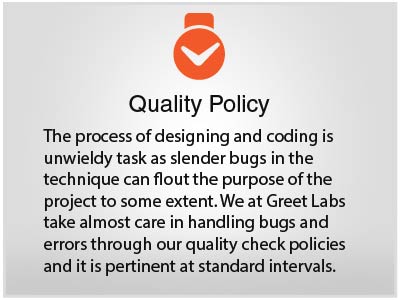 Quality Policy
The process of designing and coding is
unwieldy task as slender bugs in the
technique can flout the purpose of the
project to some extent. We at Greet Labs
take almost care in handling bugs and
errors through our quality check policies
and it is pertinent at standard intervals.